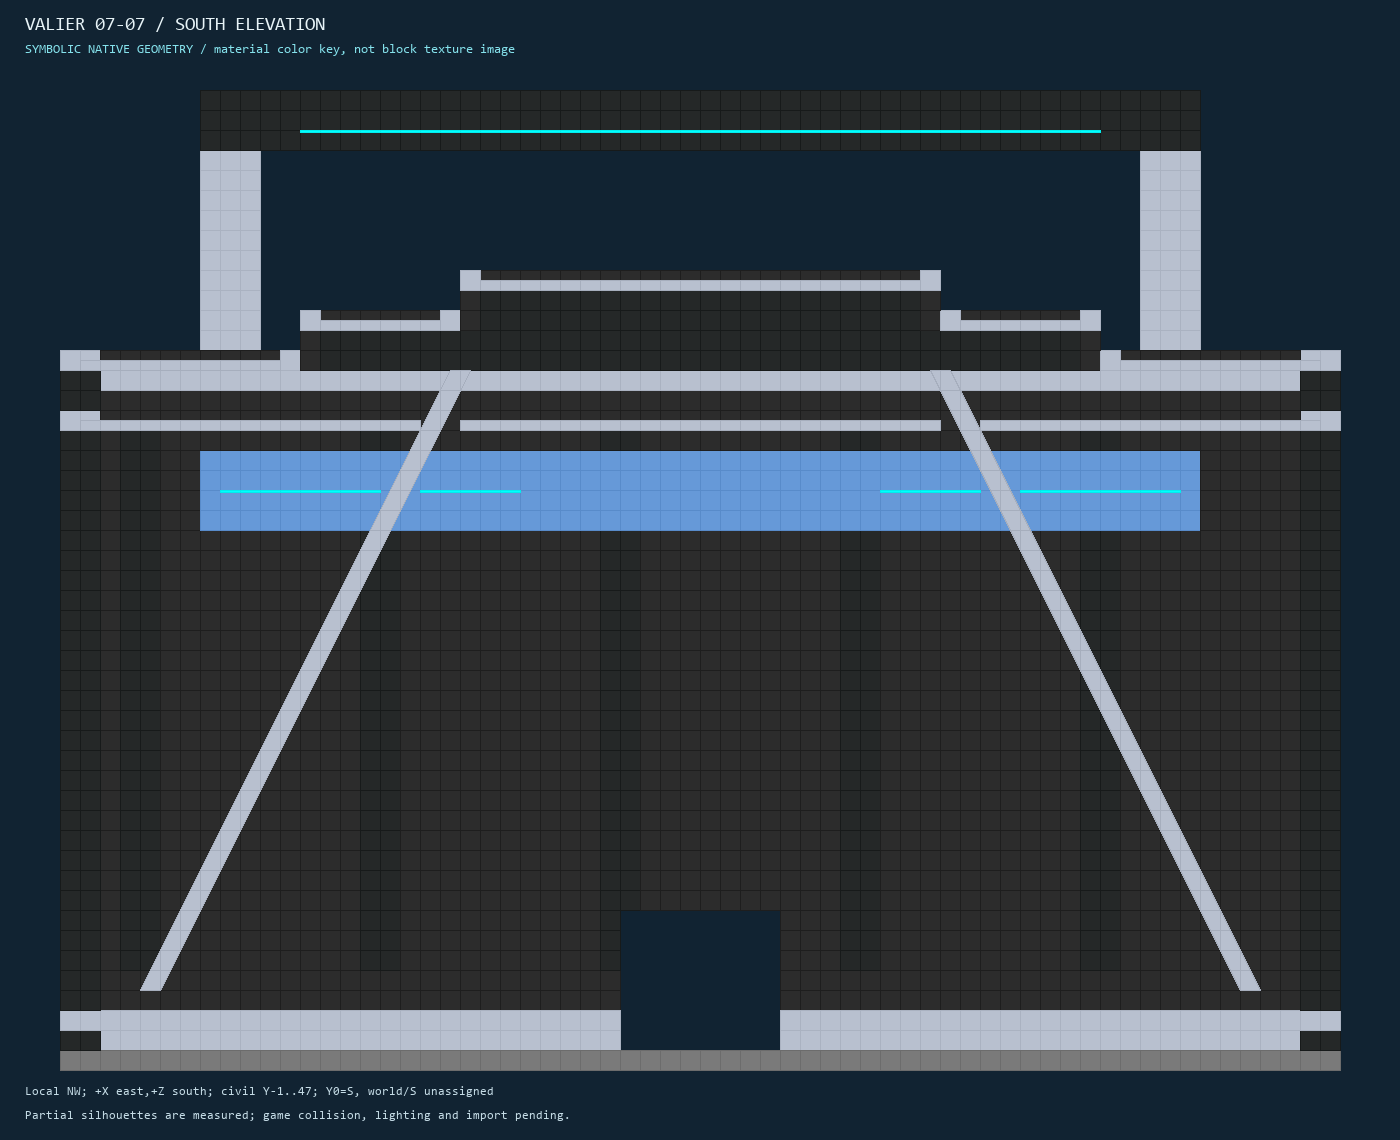 VALIER 07-07 / SOUTH ELEVATION
SYMBOLIC NATIVE GEOMETRY / material color key, not block texture image
Local NW; +X east,+Z south; civil Y-1..47; Y0=S, world/S unassigned
Partial silhouettes are measured; game collision, lighting and import pending.